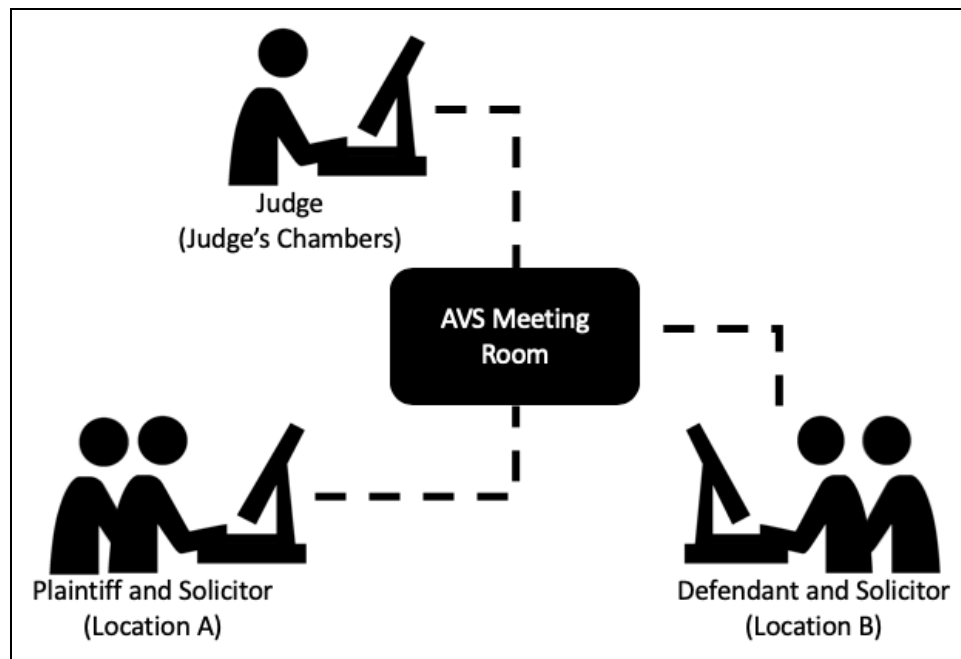 Judge
(Judge's Chambers)
AVS Meeting
Room
Plaintiff and Solicitor
(Location A)
Defendant and Solicitor
(Location B)